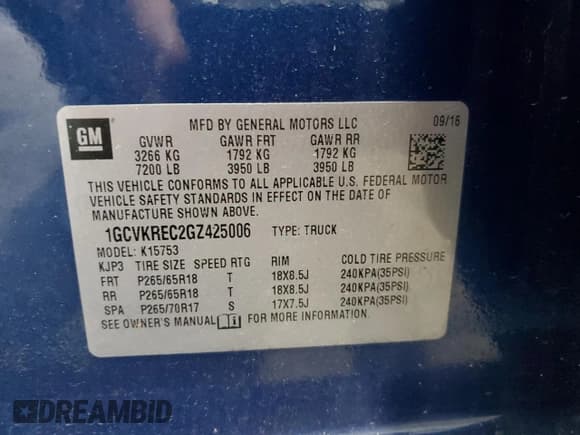 GM
MFD BY GENERAL MOTORS LLC 09/16
GVWR GAWR FRT GAWR RR
3266 KG 1792 KG 1792 KG
7200 LB 3950 LB 3950 LB
THIS VEHICLE CONFORMS TO ALL APPLICABLE U.S. FEDERAL MOTOR
VEHICLE SAFETY STANDARDS IN EFFECT ON THE DATE OF
MANUFACTURE SHOWN ABOVE.
1GCVKREC2GZ425006 TYPE: TRUCK
MODEL: K15753
KJP3 TIRE SIZE SPEED RTG RIM COLD TIRE PRESSURE
FRT P265/65R18 T 18X8.5J 240KPA(35PSI)
RR P265/65R18 T 18X8.5J 240KPA(35PSI)
SPA P265/70R17 S 17X7.5J 240KPA(35PSI)
SEE OWNER'S MANUAL FOR MORE INFORMATION.
DREAMBID